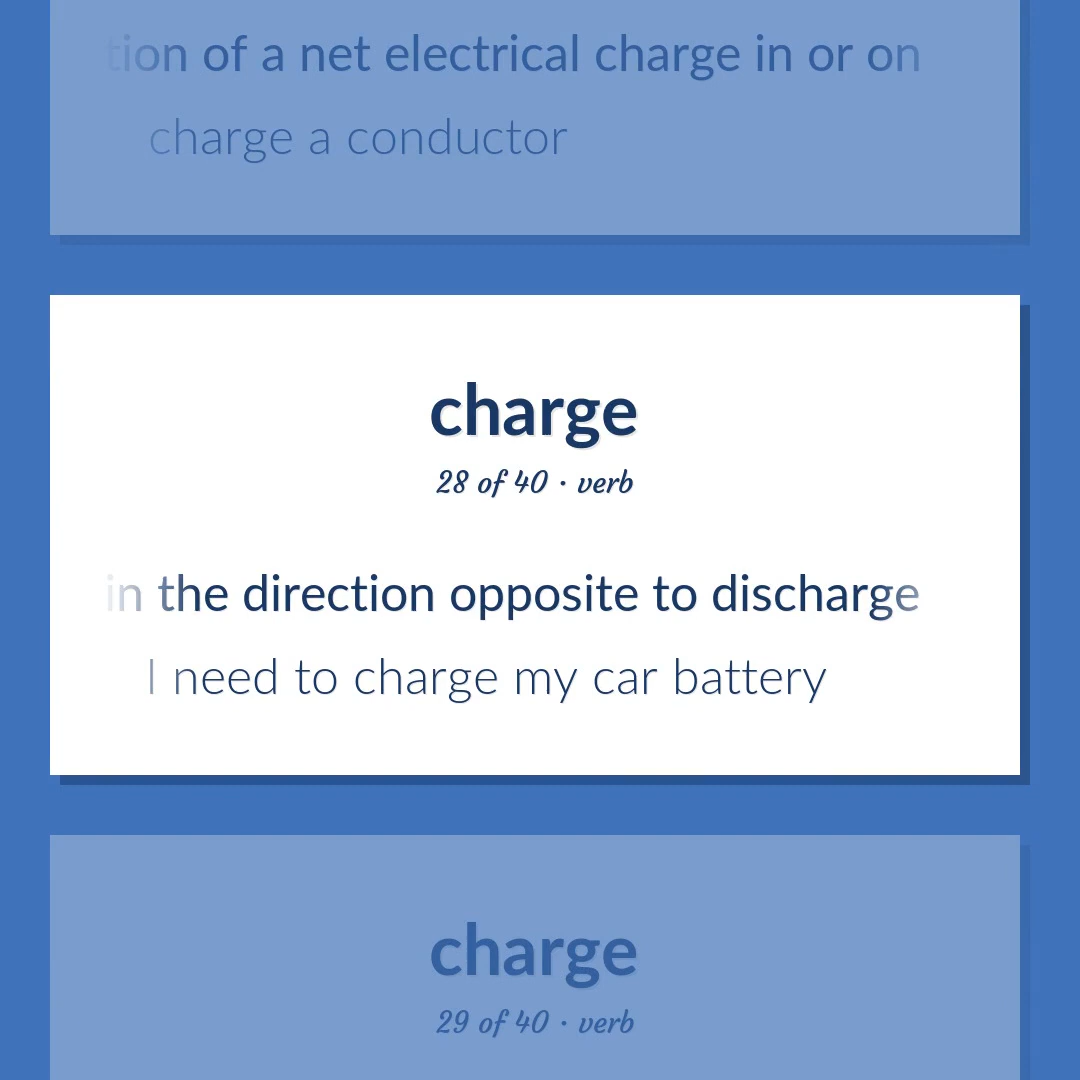 tion of a net electrical charge in or on
charge a conductor
charge
28 of 40 · verb
in the direction opposite to discharge
I need to charge my car battery
charge
29 of 40 · verb